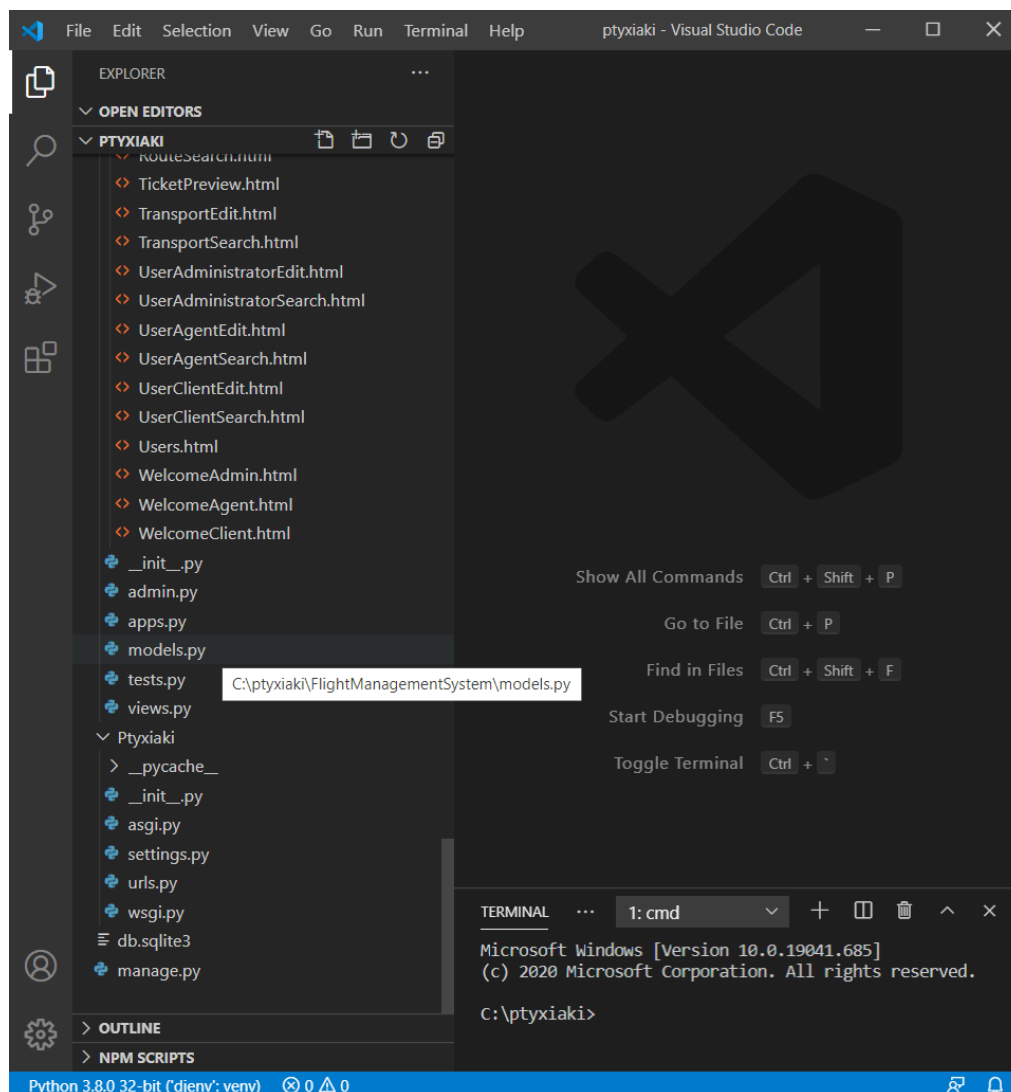 File Edit Selection View Go Run Terminal Help ptyxiaki - Visual Studio Code
EXPLORER
OPEN EDITORS
PTYXIAKI
RouteSearch.html
TicketPreview.html
TransportEdit.html
TransportSearch.html
UserAdministratorEdit.html
UserAdministratorSearch.html
UserAgentEdit.html
UserAgentSearch.html
UserClientEdit.html
UserClientSearch.html
Users.html
WelcomeAdmin.html
WelcomeAgent.html
WelcomeClient.html
__init__.py
admin.py
apps.py
models.py
tests.py
C:\ptyxiaki\FlightManagementSystem\models.py
views.py
Ptyxiaki
__pycache__
__init__.py
asgi.py
settings.py
urls.py
wsgi.py
db.sqlite3
manage.py
OUTLINE
NPM SCRIPTS
Show All Commands Ctrl + Shift + P
Go to File Ctrl + P
Find in Files Ctrl + Shift + F
Start Debugging F5
Toggle Terminal Ctrl + `
TERMINAL ··· 1: cmd
Microsoft Windows [Version 10.0.19041.685]
(c) 2020 Microsoft Corporation. All rights reserved.
C:\ptyxiaki>
Python 3.8.0 32-bit ('djenv': venv) 0 0